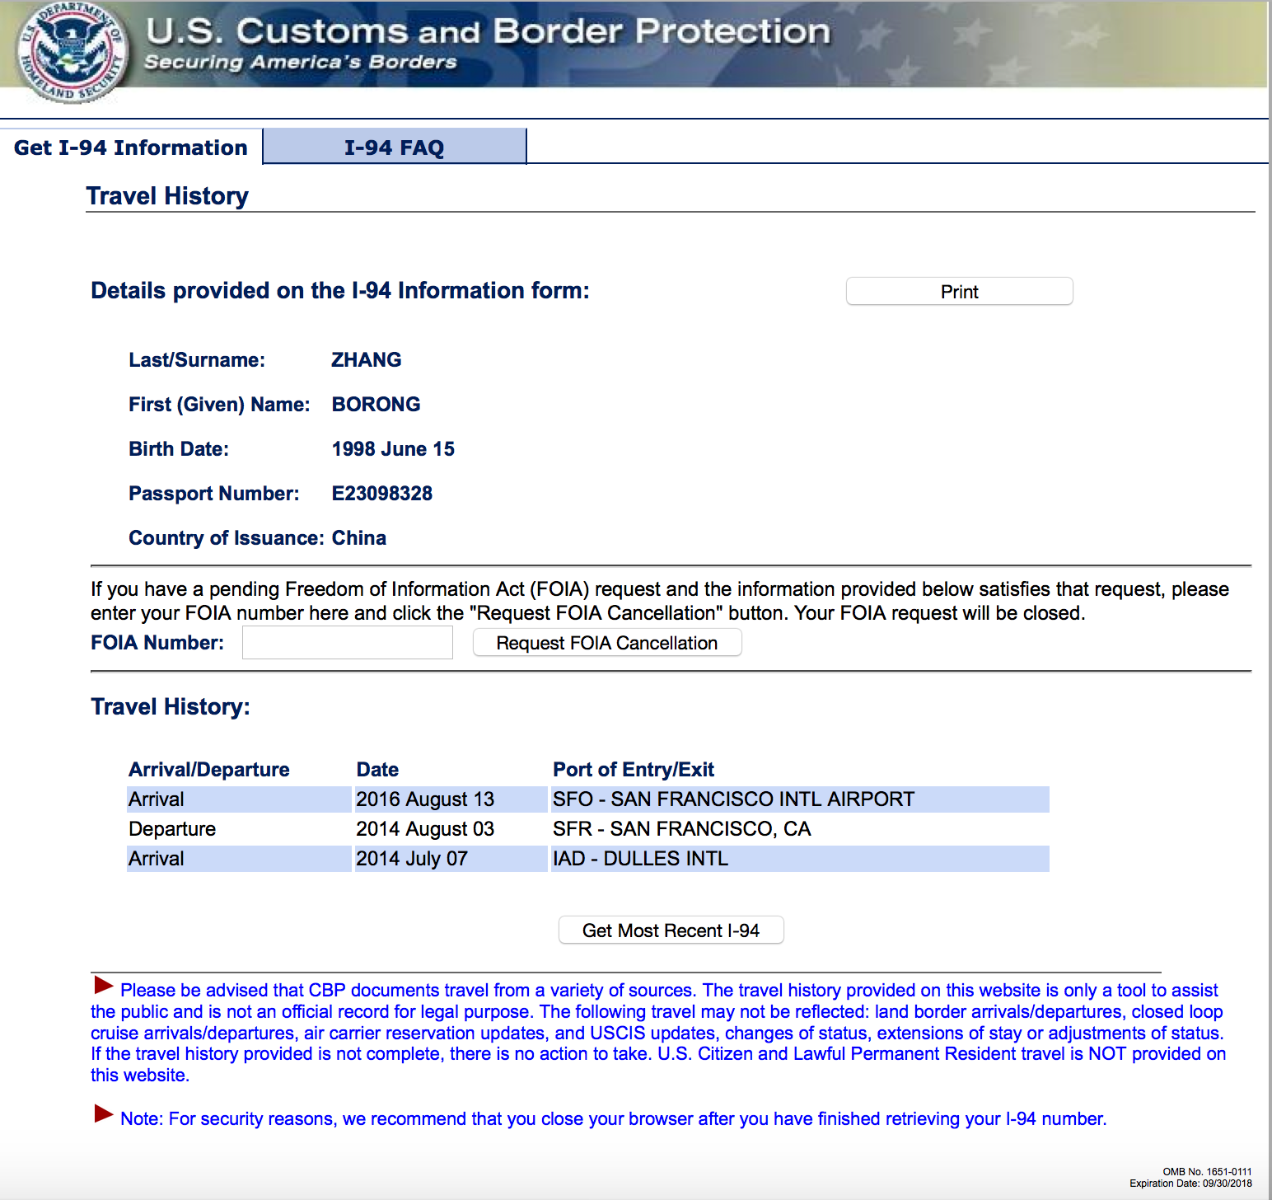 U.S. DEPARTMENT OF HOMELAND SECURITY
U.S. Customs and Border Protection
Securing America's Borders
Get I-94 Information I-94 FAQ
Travel History
Details provided on the I-94 Information form: Print
Last/Surname: ZHANG
First (Given) Name: BORONG
Birth Date: 1998 June 15
Passport Number: E23098328
Country of Issuance: China
If you have a pending Freedom of Information Act (FOIA) request and the information provided below satisfies that request, please
enter your FOIA number here and click the "Request FOIA Cancellation" button. Your FOIA request will be closed.
FOIA Number: Request FOIA Cancellation
Travel History:
Arrival/Departure Date Port of Entry/Exit
Arrival 2016 August 13 SFO - SAN FRANCISCO INTL AIRPORT
Departure 2014 August 03 SFR - SAN FRANCISCO, CA
Arrival 2014 July 07 IAD - DULLES INTL
Get Most Recent I-94
Please be advised that CBP documents travel from a variety of sources. The travel history provided on this website is only a tool to assist
the public and is not an official record for legal purpose. The following travel may not be reflected: land border arrivals/departures, closed loop
cruise arrivals/departures, air carrier reservation updates, and USCIS updates, changes of status, extensions of stay or adjustments of status.
If the travel history provided is not complete, there is no action to take. U.S. Citizen and Lawful Permanent Resident travel is NOT provided on
this website.
Note: For security reasons, we recommend that you close your browser after you have finished retrieving your I-94 number.
OMB No. 1651-0111
Expiration Date: 09/30/2018